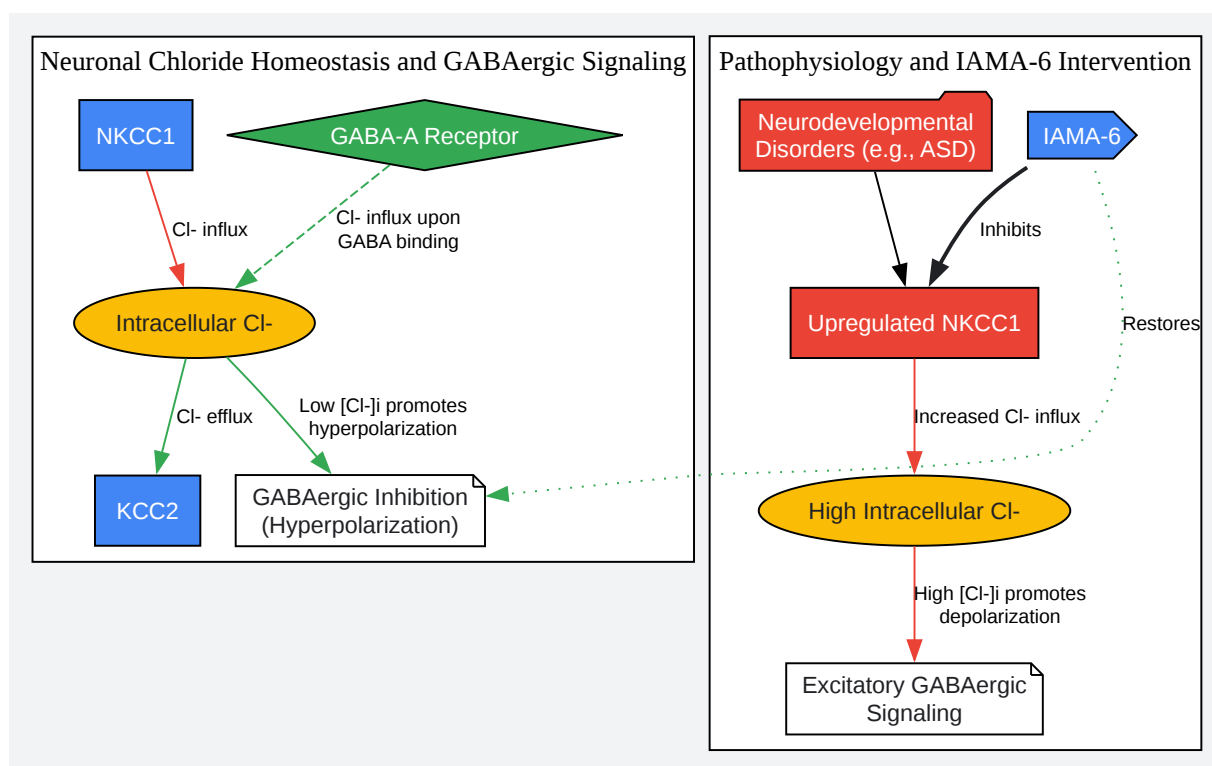 Neuronal Chloride Homeostasis and GABAergic Signaling
NKCC1
GABA-A Receptor
Cl- influx
Cl- influx upon
GABA binding
Intracellular Cl-
Cl- efflux
Low [Cl-]i promotes
hyperpolarization
KCC2
GABAergic Inhibition
(Hyperpolarization)
Pathophysiology and IAMA-6 Intervention
Neurodevelopmental
Disorders (e.g., ASD)
IAMA-6
Inhibits
Upregulated NKCC1
Restores
Increased Cl- influx
High Intracellular Cl-
High [Cl-]i promotes
depolarization
Excitatory GABAergic
Signaling